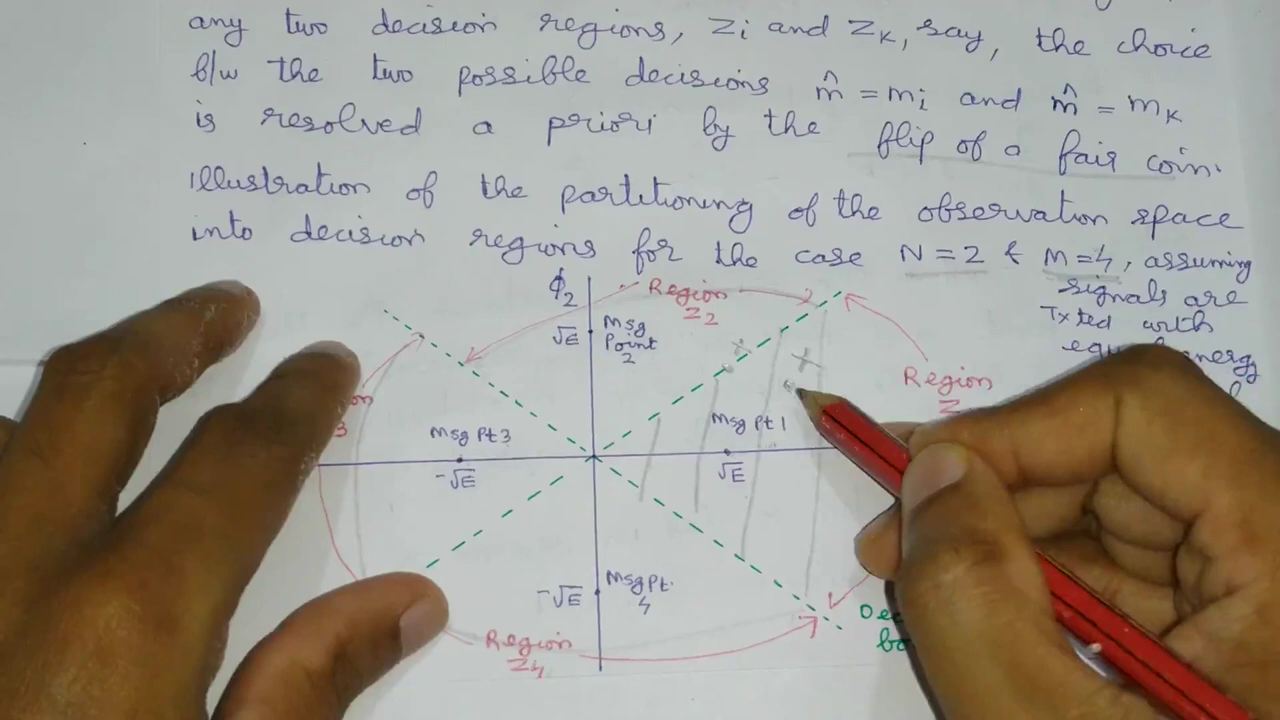 any two decision regions, Zi and ZK, say, the choice
b/w the two possible decisions m̂ = mi and m̂ = mK
is resolved a priori by the flip of a fair coin.
illustration of the partitioning of the observation space
into decision regions for the case N=2 & M=4, assuming
signals are
Txted with
energy
ϕ2
Region
Z2
√E
Msg
Point
2
Region
Z
Msg Pt 3
-√E
Msg Pt 1
√E
-√E
Msg Pt.
4
Region
Z4